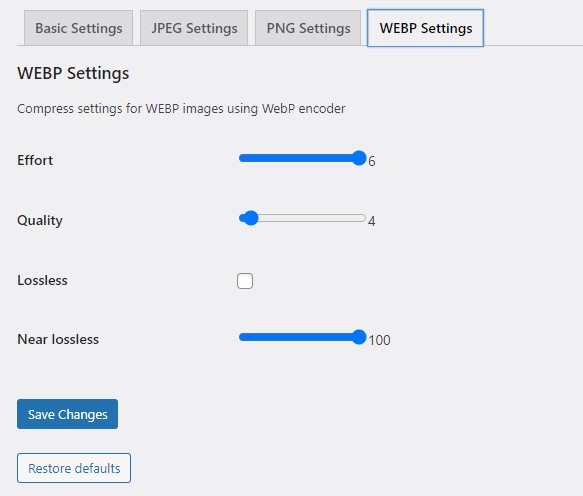 Basic Settings JPEG Settings PNG Settings WEBP Settings
WEBP Settings
Compress settings for WEBP images using WebP encoder
Effort 6
Quality 4
Lossless
Near lossless 100
Save Changes
Restore defaults